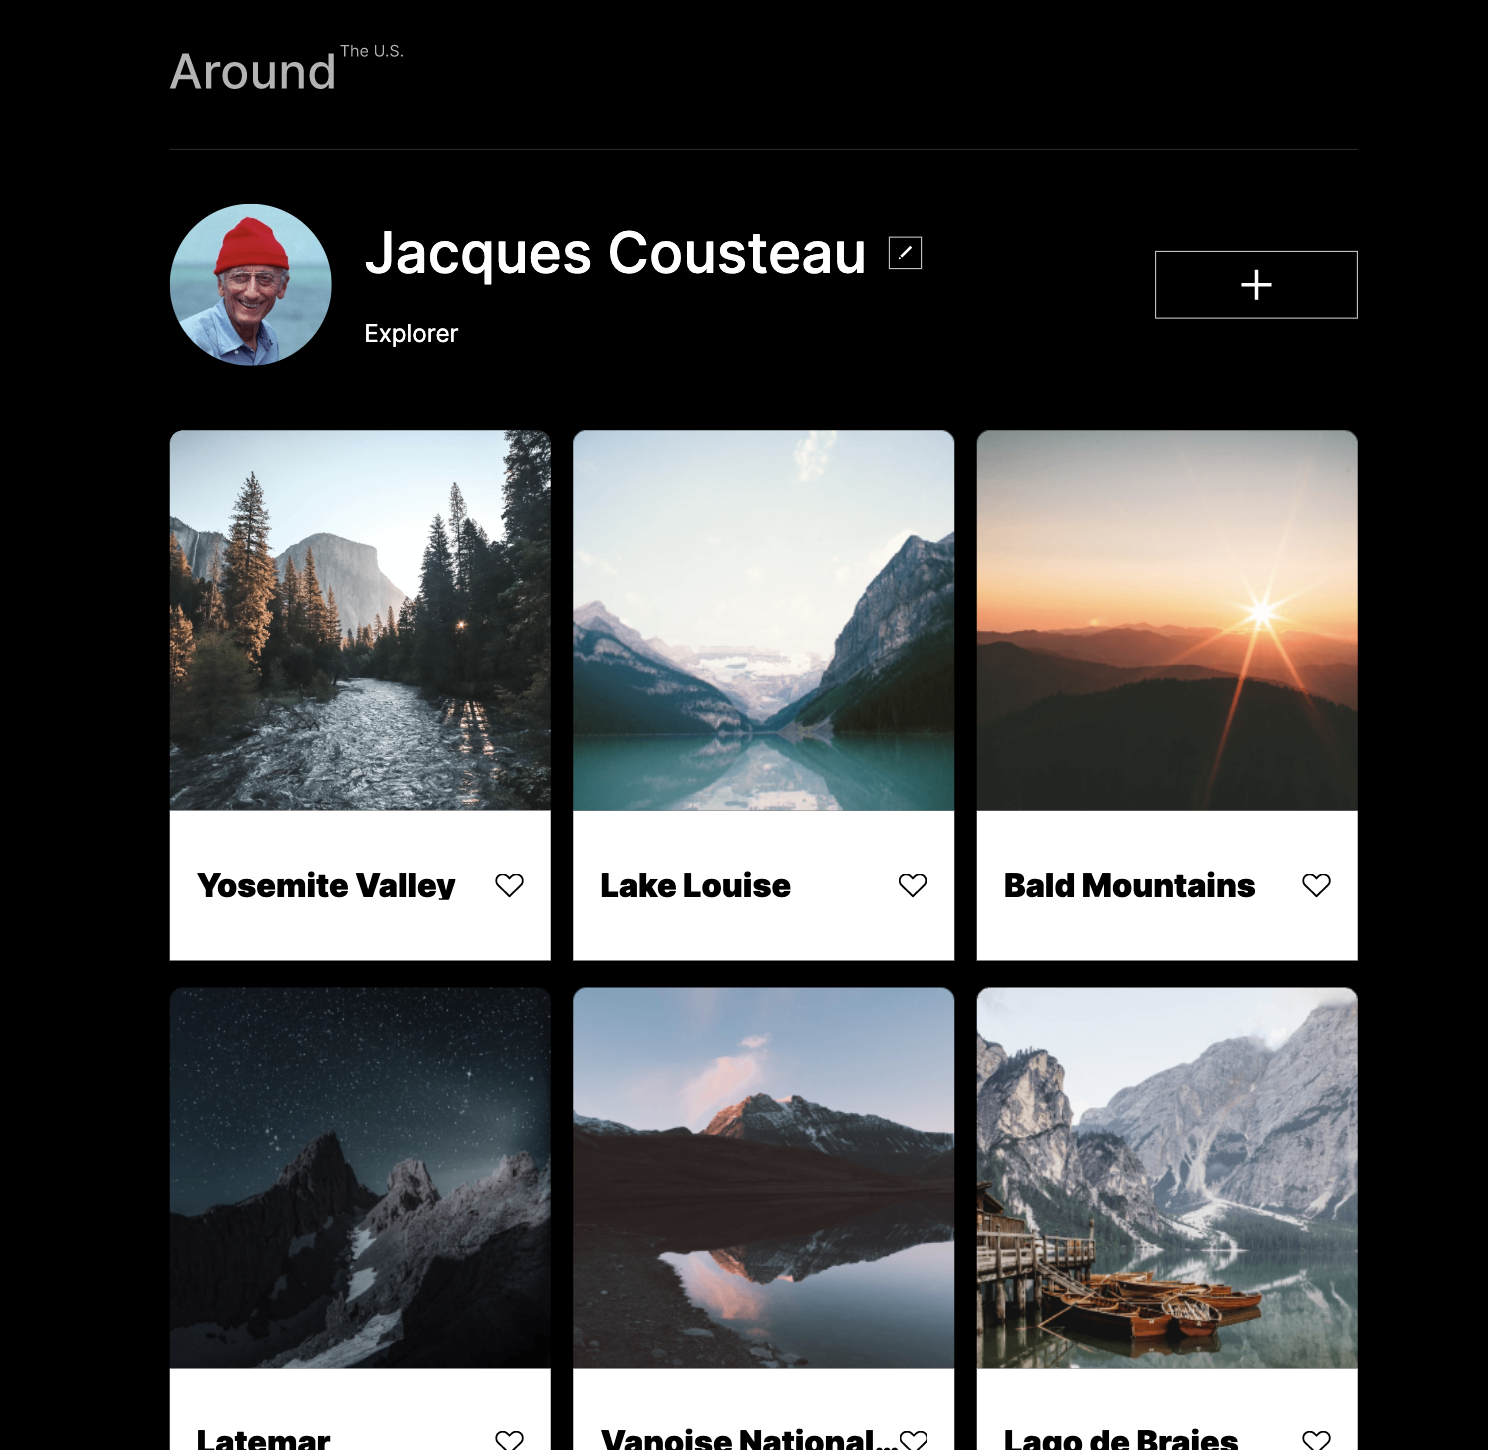 Around The U.S.
Jacques Cousteau
Explorer
Yosemite Valley
Lake Louise
Bald Mountains
Latemar
Vanoise National...
Lago de Braies